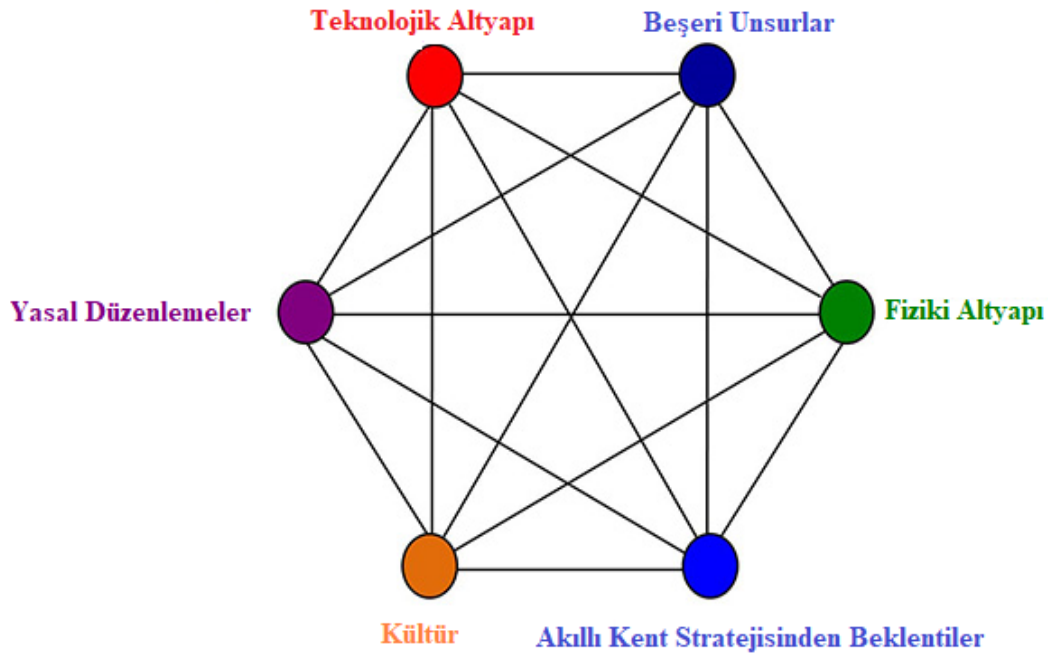 Teknolojik Altyapı
Beşeri Unsurlar
Yasal Düzenlemeler
Fiziki Altyapı
Kültür
Akıllı Kent Stratejisinden Beklentiler